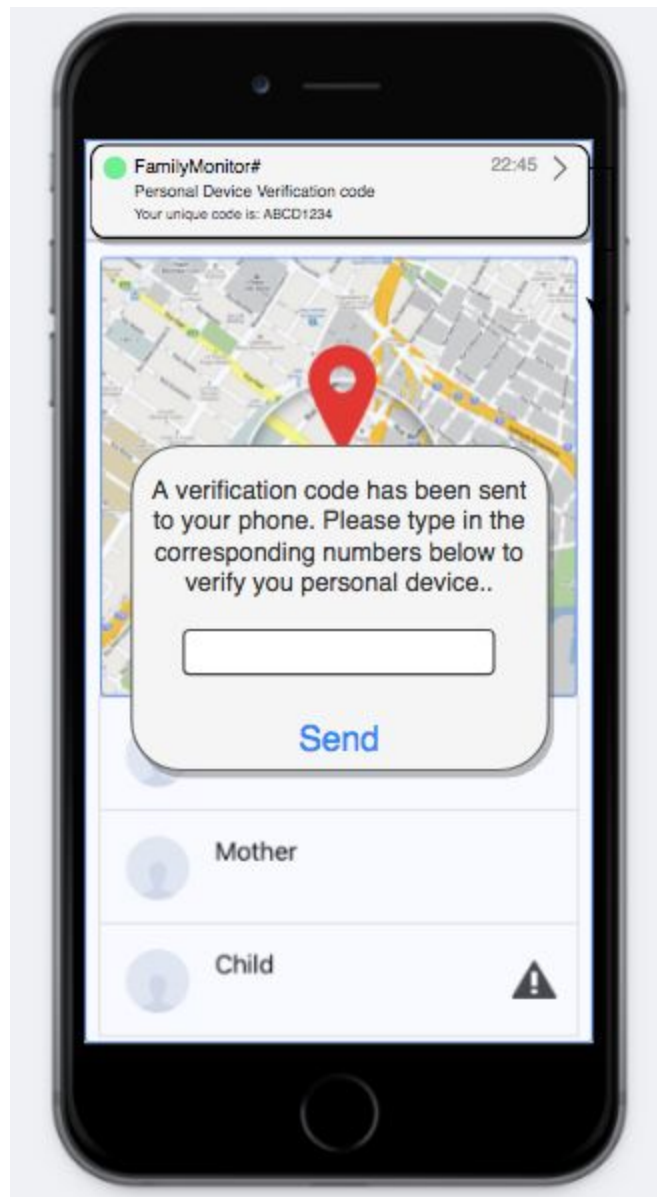 FamilyMonitor# 22:45
Personal Device Verification code
Your unique code is: ABCD1234
A verification code has been sent
to your phone. Please type in the
corresponding numbers below to
verify you personal device..
Send
Mother
Child